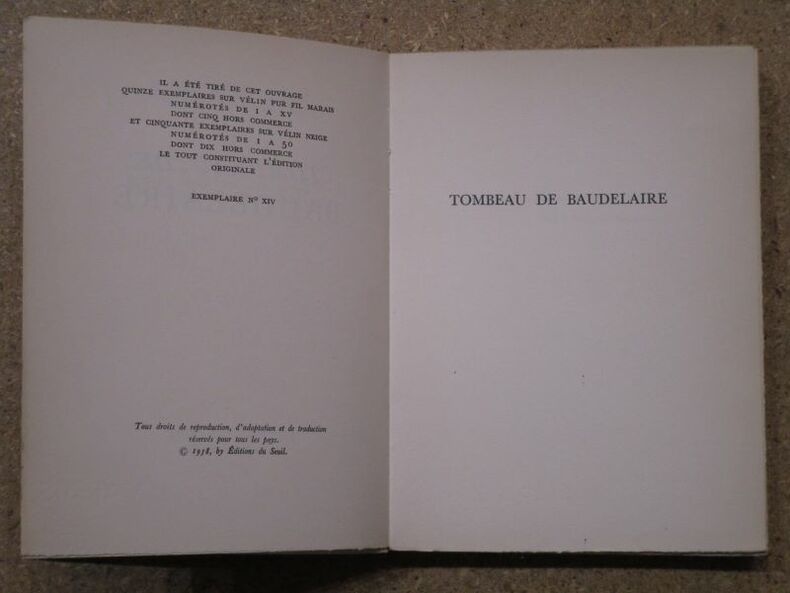 IL A ÉTÉ TIRÉ DE CET OUVRAGE
QUINZE EXEMPLAIRES SUR VÉLIN PUR FIL MARAIS
NUMÉROTÉS DE I A XV
DONT CINQ HORS COMMERCE
ET CINQUANTE EXEMPLAIRES SUR VÉLIN NEIGE
NUMÉROTÉS DE 1 A 50
DONT DIX HORS COMMERCE
LE TOUT CONSTITUANT L'ÉDITION
ORIGINALE
EXEMPLAIRE Nº XIV
Tous droits de reproduction, d'adaptation et de traduction
réservés pour tous les pays.
© 1958, by Éditions du Seuil.
TOMBEAU DE BAUDELAIRE